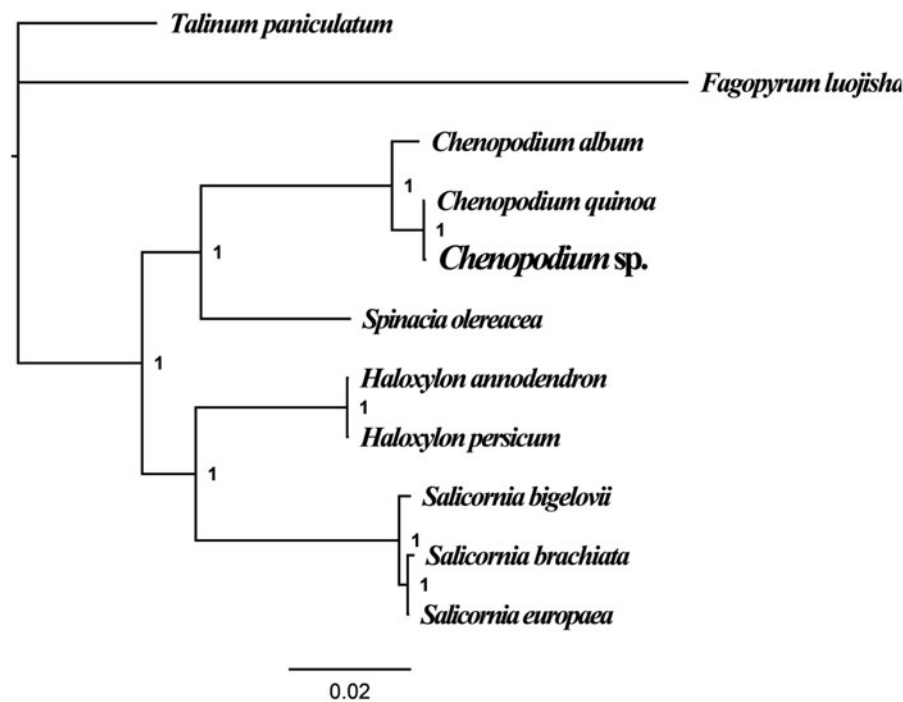 Talinum paniculatum
Fagopyrum luojisha
Chenopodium album
1
Chenopodium quinoa
1
Chenopodium sp.
1
Spinacia olereacea
1
Haloxylon annodendron
1
Haloxylon persicum
1
Salicornia bigelovii
1
Salicornia brachiata
1
Salicornia europaea
0.02